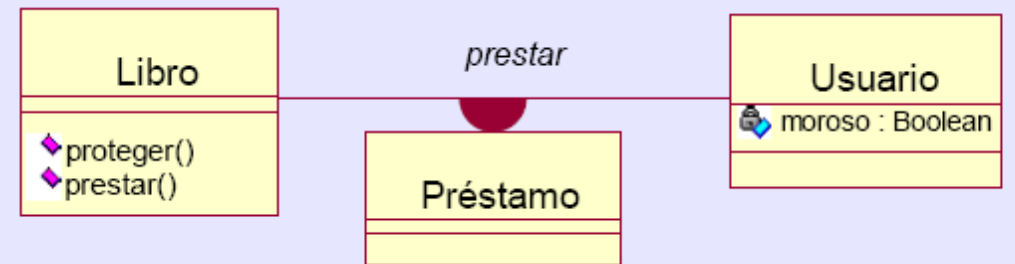 Libro
proteger()
prestar()
prestar
Préstamo
Usuario
moroso : Boolean